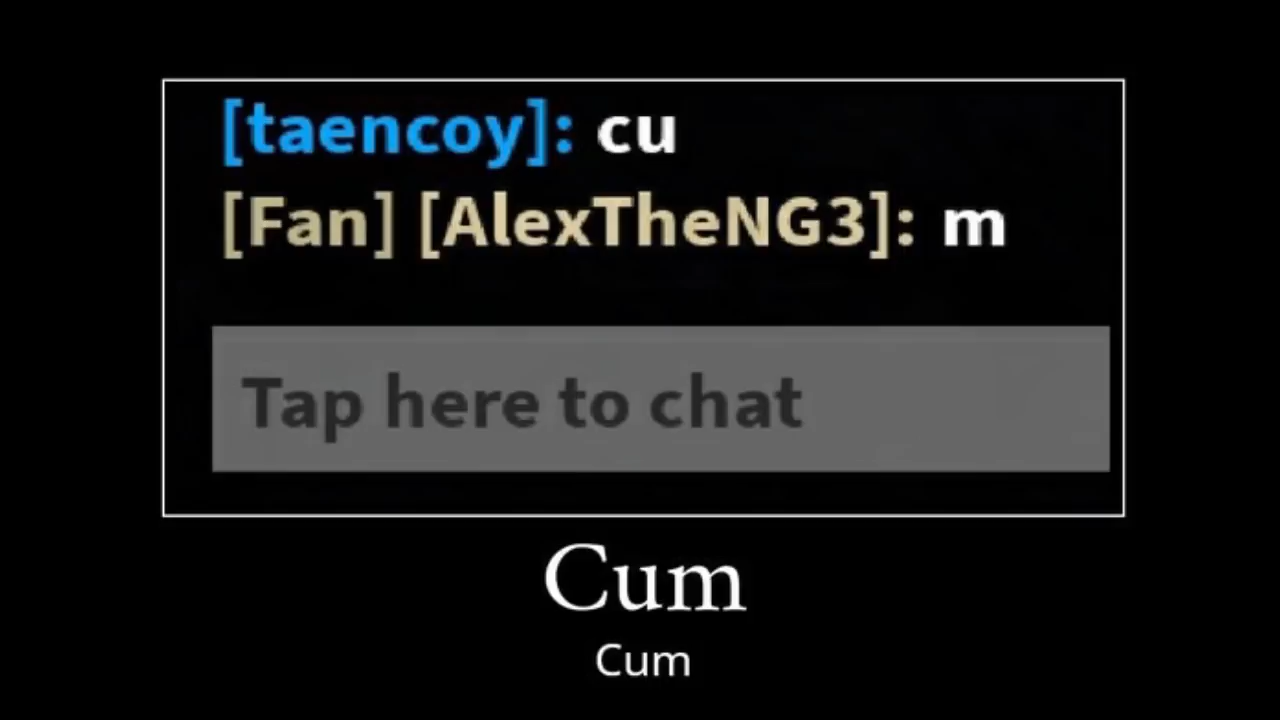 [taencoy]: cu
[Fan] [AlexTheNG3]: m
Tap here to chat
Cum
Cum